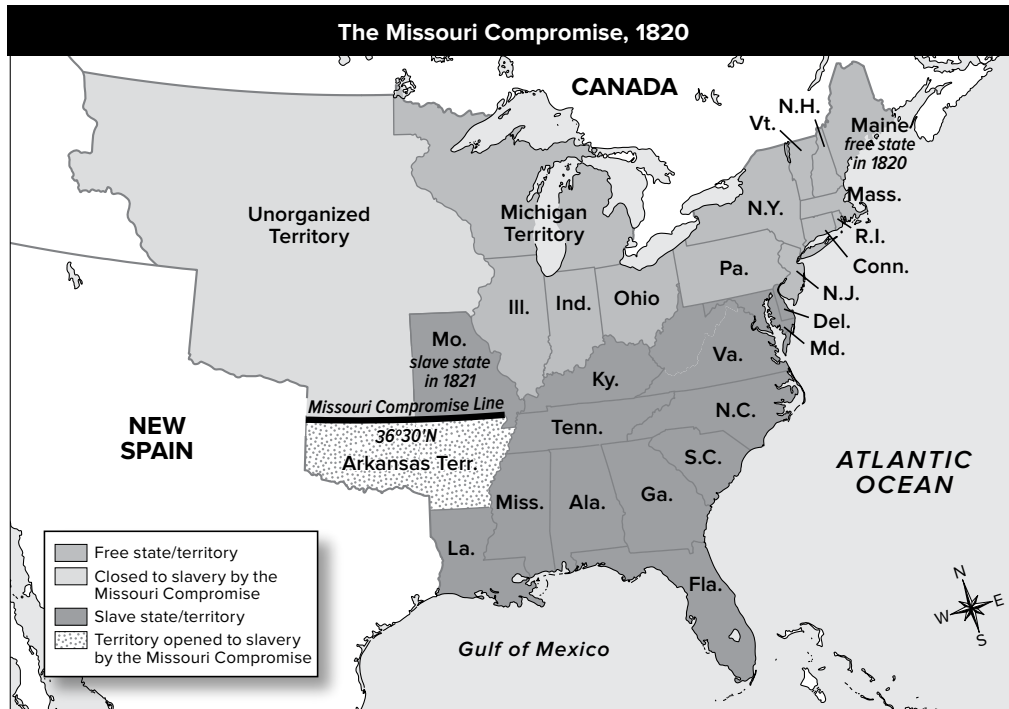 The Missouri Compromise, 1820
CANADA
N.H.
Vt.
Maine
free state
in 1820
Mass.
Unorganized
Territory
Michigan
Territory
N.Y.
R.I.
Conn.
Pa.
N.J.
Ill.
Ind.
Ohio
Del.
Md.
Mo.
slave state
in 1821
Va.
Ky.
Missouri Compromise Line
36°30'N
N.C.
Tenn.
NEW
SPAIN
Arkansas Terr.
S.C.
ATLANTIC
OCEAN
Miss.
Ala.
Ga.
La.
Fla.
Gulf of Mexico
Free state/territory
Closed to slavery by the
Missouri Compromise
Slave state/territory
Territory opened to slavery
by the Missouri Compromise
N
W
E
S